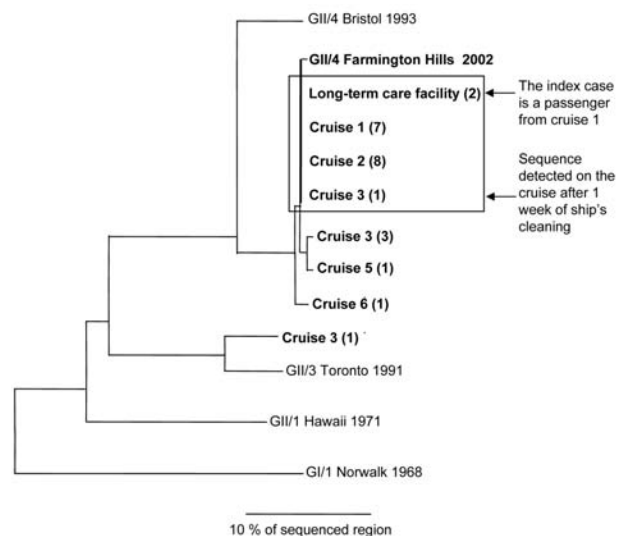 GII/4 Bristol 1993
GII/4 Farmington Hills 2002
Long-term care facility (2)
The index case
is a passenger
from cruise 1
Cruise 1 (7)
Cruise 2 (8)
Cruise 3 (1)
Sequence
detected on the
cruise after 1
week of ship's
cleaning
Cruise 3 (3)
Cruise 5 (1)
Cruise 6 (1)
Cruise 3 (1)
GII/3 Toronto 1991
GII/1 Hawaii 1971
GI/1 Norwalk 1968
10 % of sequenced region